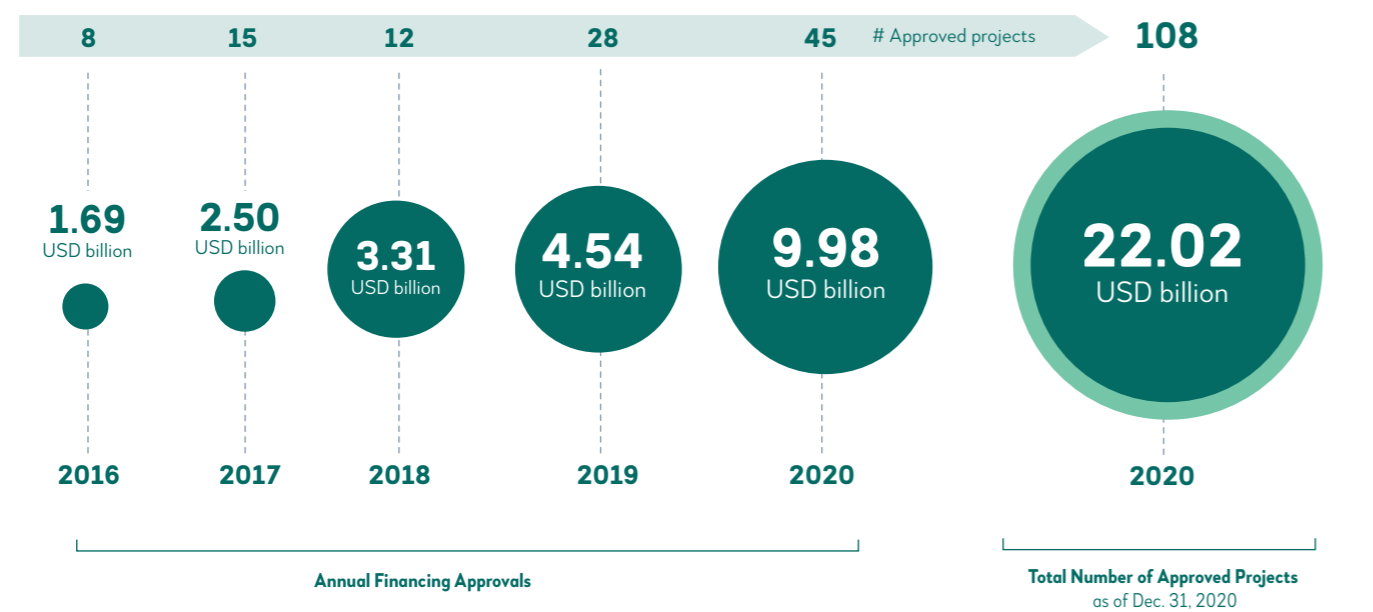 8 15 12 28 45 # Approved projects 108
1.69
USD billion
2.50
USD billion
3.31
USD billion
4.54
USD billion
9.98
USD billion
22.02
USD billion
2016 2017 2018 2019 2020 2020
Annual Financing Approvals
Total Number of Approved Projects
as of Dec. 31, 2020